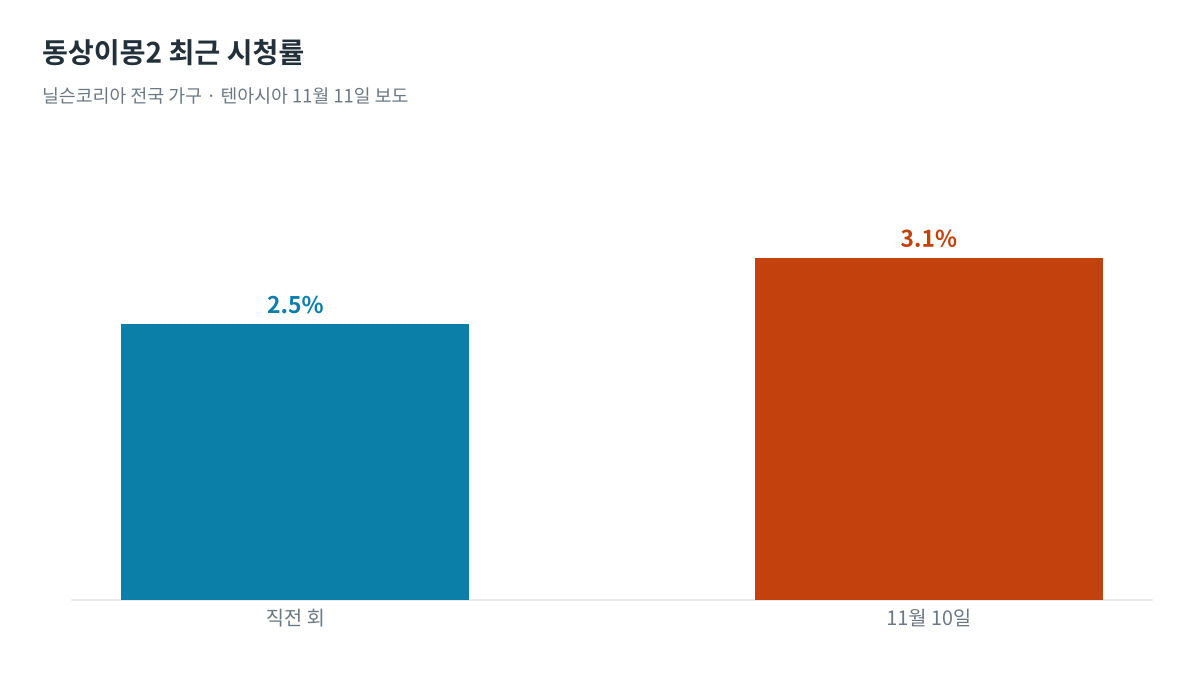 동상이몽2 최근 시청률
닐슨코리아 전국 가구 · 텐아시아 11월 11일 보도
3.1%
2.5%
직전 회
11월 10일